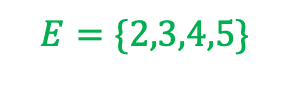 E = {2,3,4,5}